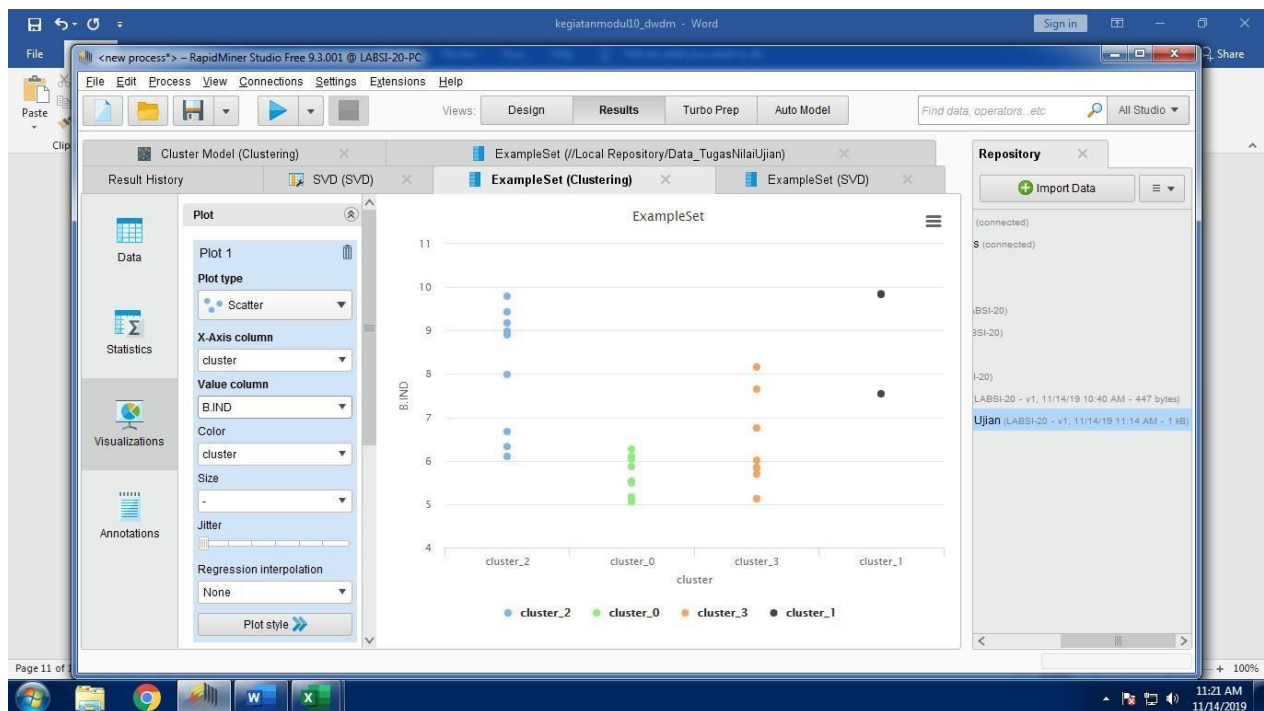 kegiatanmodul10_dwdm - Word
Sign in
File
Share
Paste
Clip
<new process*> – RapidMiner Studio Free 9.3.001 @ LABSI-20-PC
File Edit Process View Connections Settings Extensions Help
Views: Design Results Turbo Prep Auto Model
Find data, operators...etc
All Studio
Cluster Model (Clustering)
ExampleSet (//Local Repository/Data_TugasNilaiUjian)
Repository
Result History
SVD (SVD)
ExampleSet (Clustering)
ExampleSet (SVD)
Import Data
Data
Statistics
Visualizations
Annotations
Plot
Plot 1
Plot type
Scatter
X-Axis column
cluster
Value column
B.IND
Color
cluster
Size
-
Jitter
Regression interpolation
None
Plot style
ExampleSet
11
10
9
8
7
6
5
4
B.IND
cluster_2 cluster_0 cluster_3 cluster_1
cluster
cluster_2 cluster_0 cluster_3 cluster_1
(connected)
s (connected)
ABSI-20)
3SI-20)
I-20)
(LABSI-20 - v1, 11/14/19 10:40 AM - 447 bytes)
Ujian (LABSI-20 - v1, 11/14/19 11:14 AM - 1 kB)
Page 11 of 1
100%
11:21 AM
11/14/2019